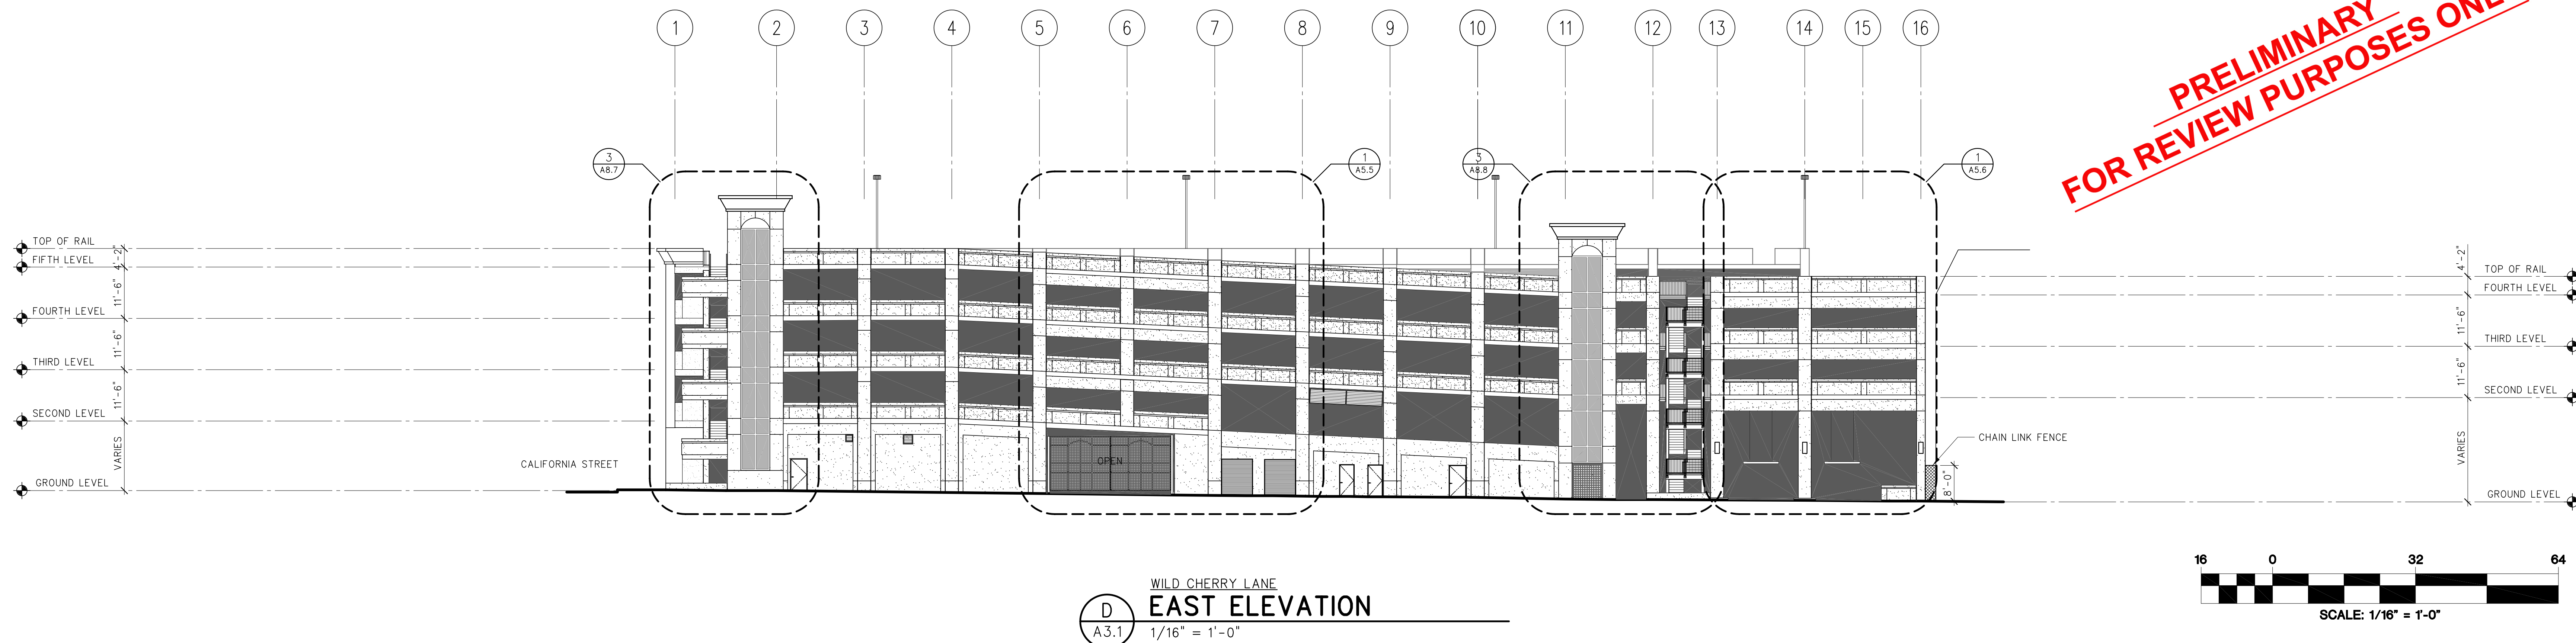 1 2 3 4 5 6 7 8 9 10 11 12 13 14 15 16
PRELIMINARY
FOR REVIEW PURPOSES
3
A8.7
1
A5.5
3
A8.8
1
A5.6
TOP OF RAIL
4'-2"
FIFTH LEVEL
11'-6"
FOURTH LEVEL
11'-6"
THIRD LEVEL
11'-6"
SECOND LEVEL
VARIES
GROUND LEVEL
CALIFORNIA STREET
OPEN
4'-2"
TOP OF RAIL
FOURTH LEVEL
11'-6"
THIRD LEVEL
11'-6"
SECOND LEVEL
VARIES
GROUND LEVEL
CHAIN LINK FENCE
8'-0"
WILD CHERRY LANE
D
A3.1
EAST ELEVATION
1/16" = 1'-0"
16 0 32 64
SCALE: 1/16" = 1'-0"